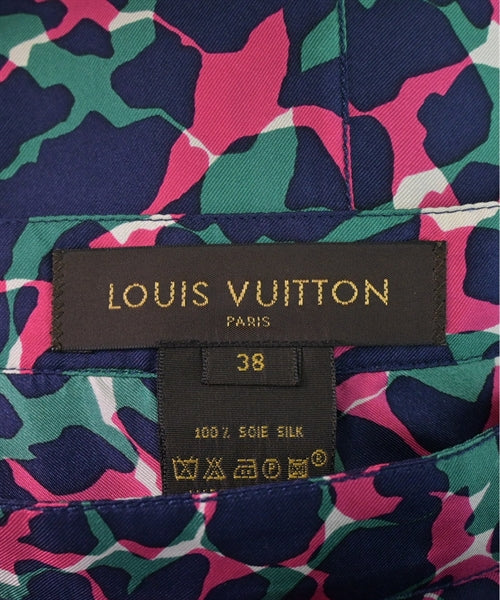 LOUIS VUITTON
PARIS
38
100% SOIE SILK
P ®